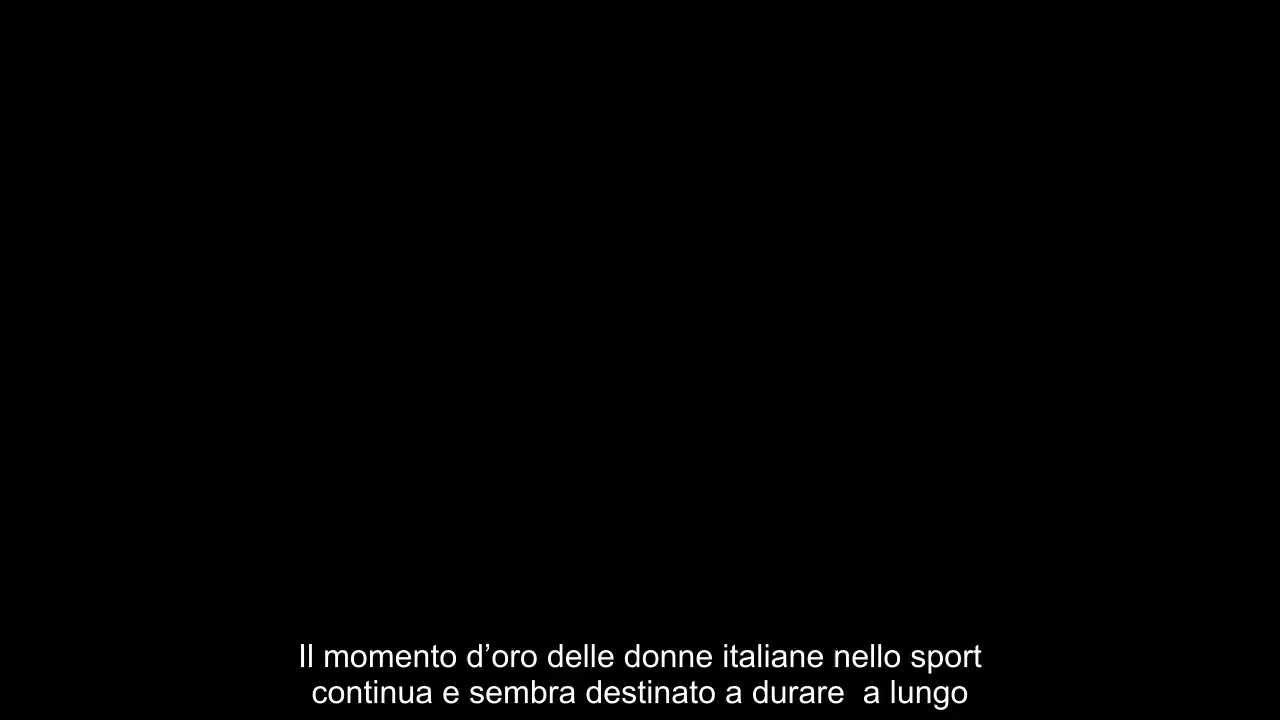 Il momento d’oro delle donne italiane nello sport
continua e sembra destinato a durare  a lungo